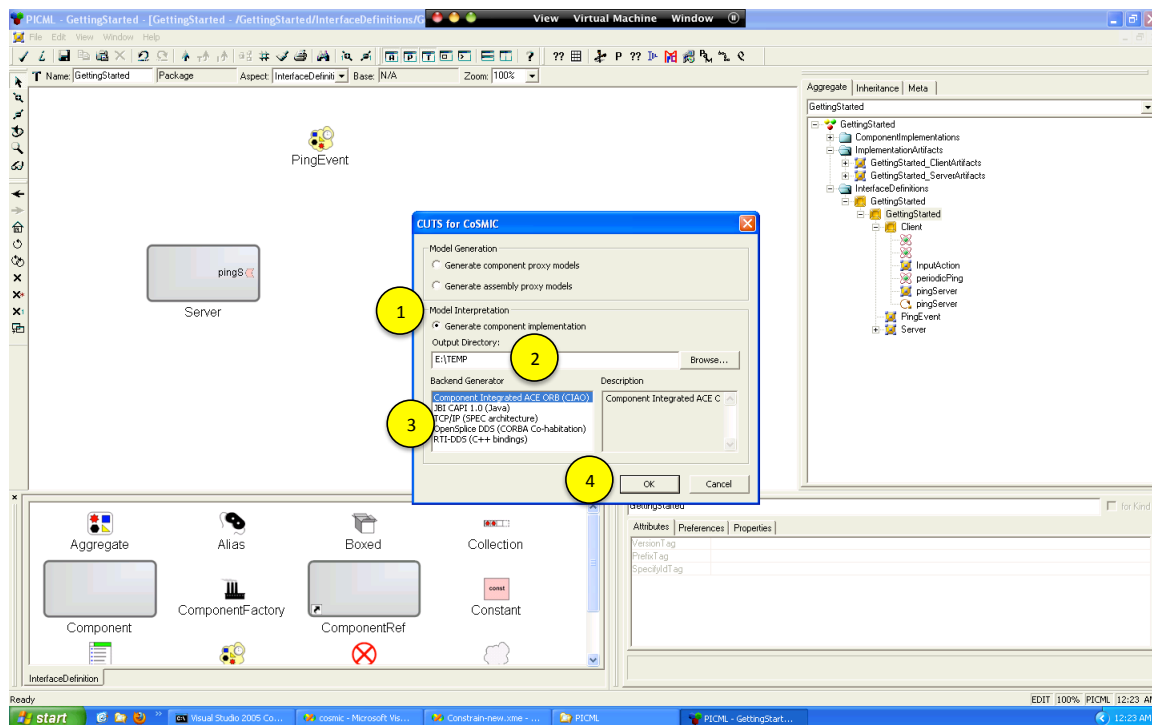 PICML - GettingStarted - [GettingStarted - /GettingStarted/InterfaceDefinitions/G
View Virtual Machine Window
File Edit View Window Help
?? P ??
Name: GettingStarted Package Aspect: InterfaceDefiniti Base: N/A Zoom: 100%
PingEvent
pingS
Server
CUTS for CoSMIC
Model Generation
Generate component proxy models
Generate assembly proxy models
1
Model Interpretation
Generate component implementation
Output Directory:
E:\TEMP
2
Browse...
Backend Generator
Description
Component Integrated ACE ORB (CIAO)
JBI CAPI 1.0 (Java)
TCP/IP (SPEC architecture)
OpenSplice DDS (CORBA Co-habitation)
RTI-DDS (C++ bindings)
Component Integrated ACE C
3
4
OK
Cancel
Aggregate Inheritance Meta
GettingStarted
GettingStarted
ComponentImplementations
ImplementationArtifacts
GettingStarted_ClientArtifacts
GettingStarted_ServerArtifacts
InterfaceDefinitions
GettingStarted
GettingStarted
Client
InputAction
periodicPing
pingServer
pingServer
PingEvent
Server
Aggregate
Alias
Boxed
Collection
Component
ComponentFactory
ComponentRef
const
Constant
InterfaceDefinition
GettingStarted
for Kind
Attributes Preferences Properties
VersionTag
PrefixTag
SpecifyIdTag
Ready
EDIT 100% PICML 12:23 AM
start
Visual Studio 2005 Co...
cosmic - Microsoft Vis...
Constrain-new.xme - ...
PICML
PICML - GettingStart...
12:23 AM